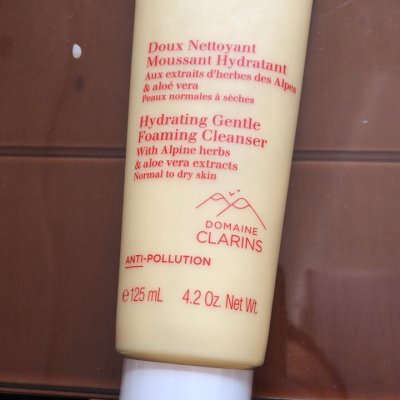 Doux Nettoyant
Moussant Hydratant
Aux extraits d'herbes des Alpes
& aloé vera
Peaux normales à sèches
Hydrating Gentle
Foaming Cleanser
With Alpine herbs
& aloe vera extracts
Normal to dry skin
DOMAINE
CLARINS
ANTI-POLLUTION
℮125 mL 4.2 Oz. Net Wt.